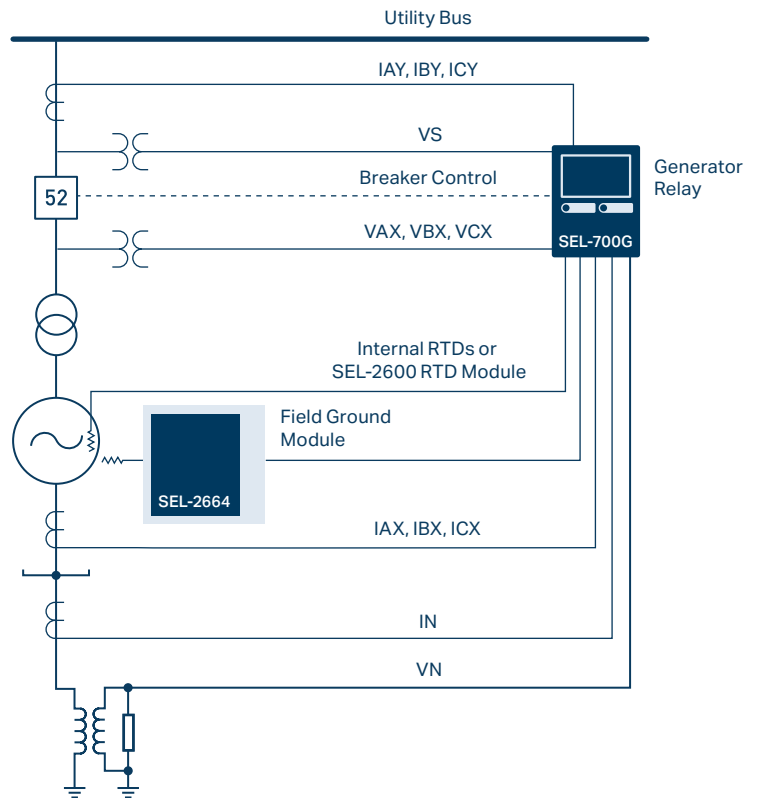 Utility Bus
IAY, IBY, ICY
VS
Generator
Relay
Breaker Control
52
VAX, VBX, VCX
SEL-700G
Internal RTDs or
SEL-2600 RTD Module
Field Ground
Module
SEL-2664
IAX, IBX, ICX
IN
VN